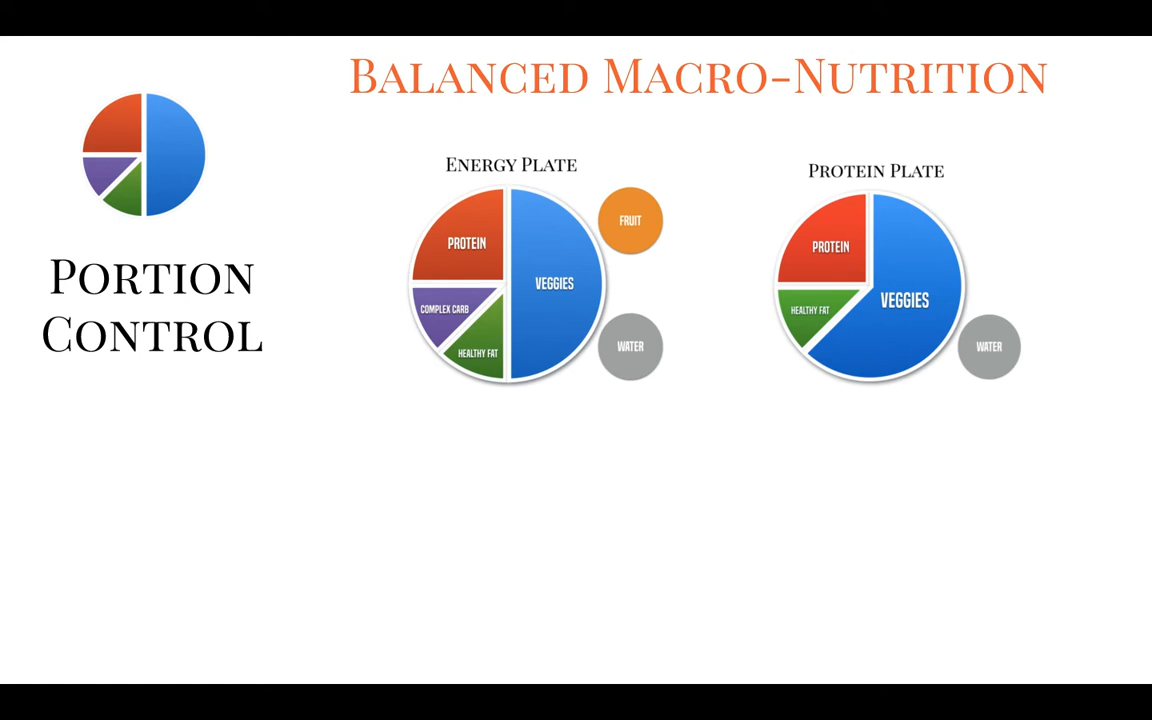 Balanced Macro-Nutrition
Portion
Control
Energy Plate
PROTEIN
VEGGIES
COMPLEX CARB
HEALTHY FAT
FRUIT
WATER
Protein Plate
PROTEIN
VEGGIES
HEALTHY FAT
WATER